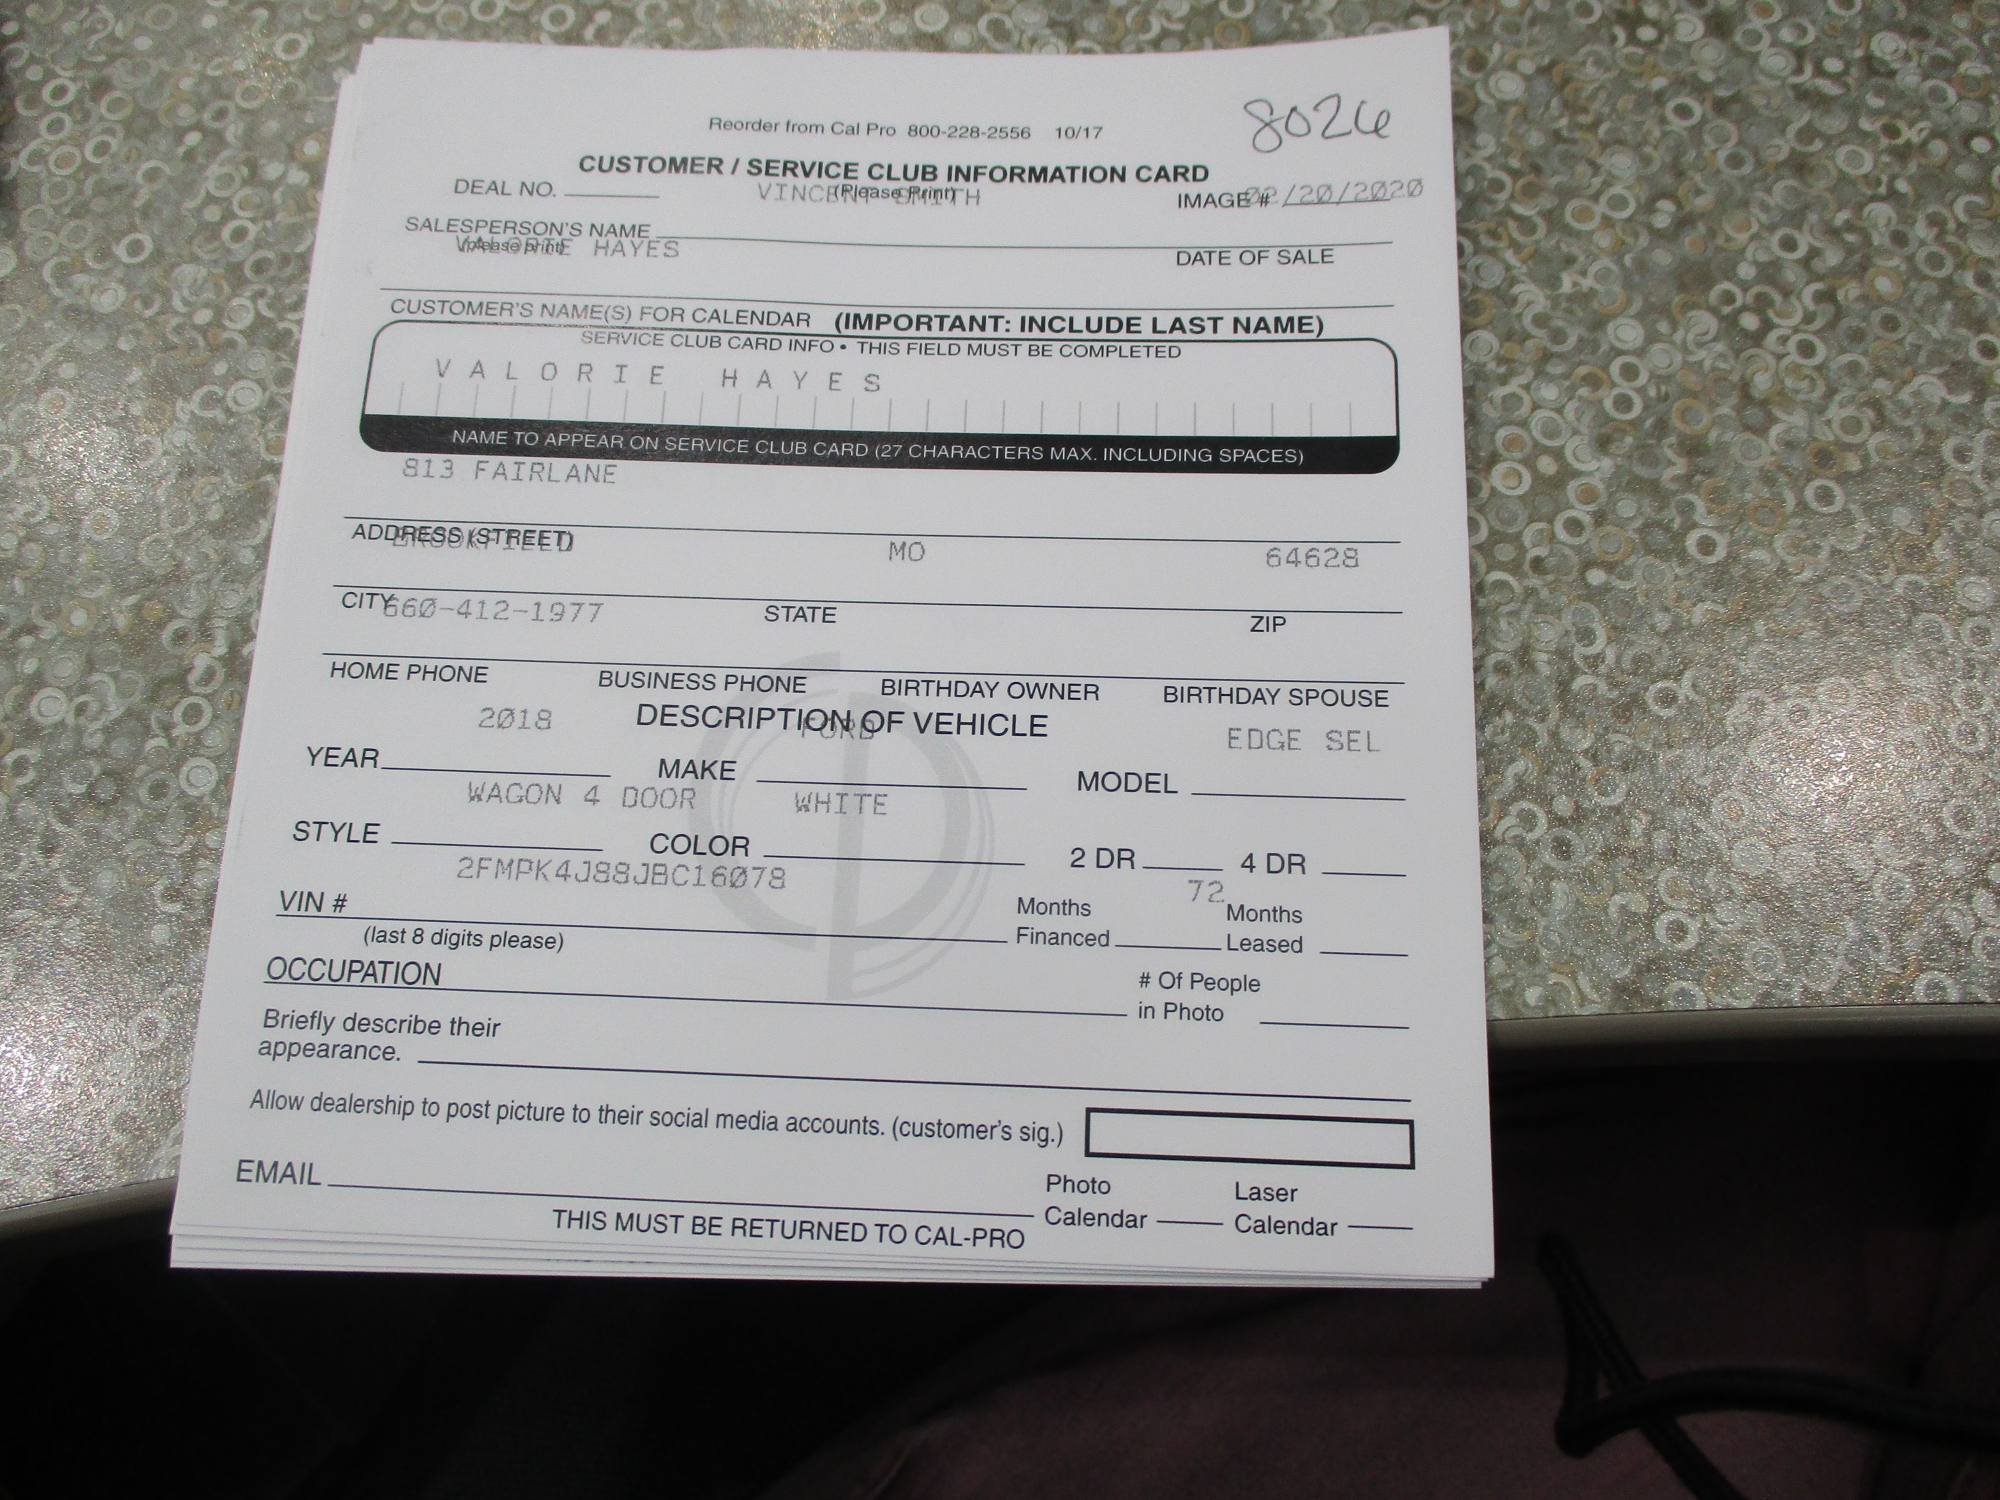 8026
Reorder from Cal Pro 800-228-2556 10/17
CUSTOMER / SERVICE CLUB INFORMATION CARD
(Please Print)
DEAL NO. VINCENT SMITH IMAGE # 02/20/2020
SALESPERSON'S NAME
(please print) VALORIE HAYES
DATE OF SALE
CUSTOMER'S NAME(S) FOR CALENDAR (IMPORTANT: INCLUDE LAST NAME)
SERVICE CLUB CARD INFO • THIS FIELD MUST BE COMPLETED
VALORIE HAYES
NAME TO APPEAR ON SERVICE CLUB CARD (27 CHARACTERS MAX. INCLUDING SPACES)
813 FAIRLANE
ADDRESS (STREET)
BROOKFIELD MO 64628
CITY STATE ZIP
660-412-1977
HOME PHONE BUSINESS PHONE BIRTHDAY OWNER BIRTHDAY SPOUSE
DESCRIPTION OF VEHICLE
2018 FORD EDGE SEL
YEAR MAKE MODEL
WAGON 4 DOOR WHITE
STYLE COLOR 2 DR 4 DR
2FMPK4J88JBC16078 72
VIN # Months Financed Months Leased
(last 8 digits please)
OCCUPATION # Of People in Photo
Briefly describe their
appearance.
Allow dealership to post picture to their social media accounts. (customer's sig.)
EMAIL Photo Calendar Laser Calendar
THIS MUST BE RETURNED TO CAL-PRO